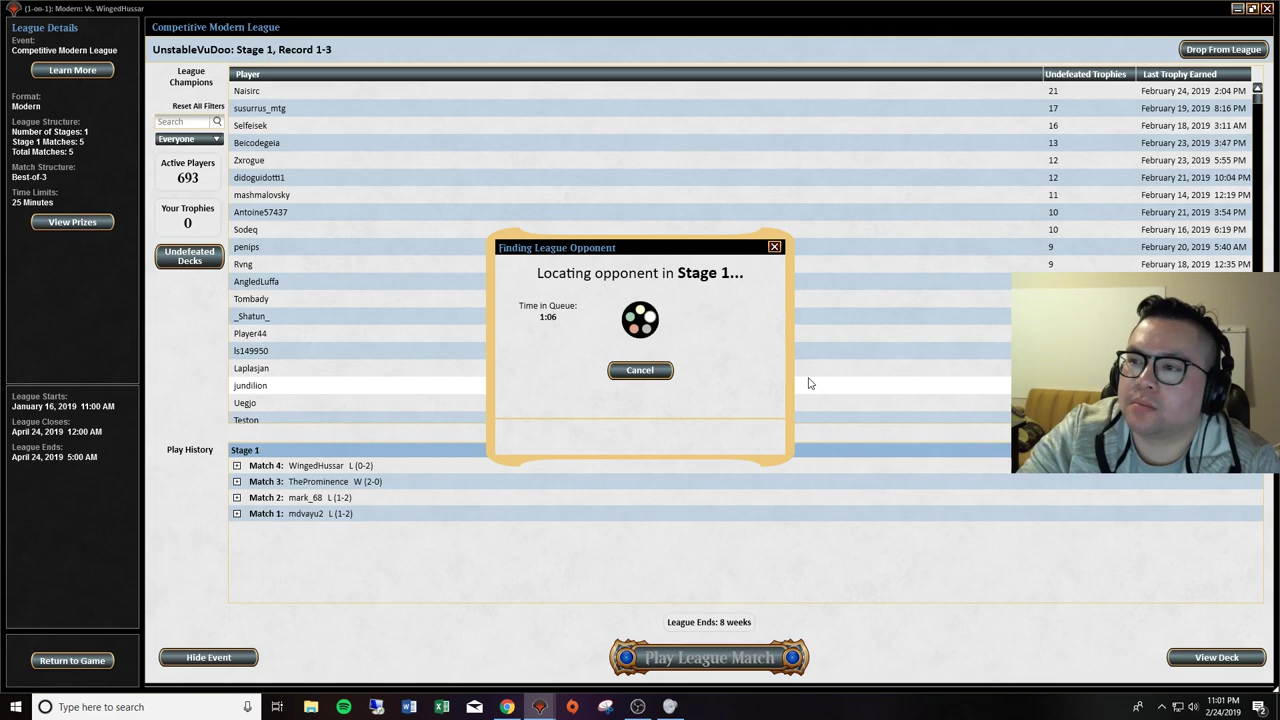 (1-on-1): Modern: Vs. WingedHussar
League Details
Event:
Competitive Modern League
Learn More
Format:
Modern
League Structure:
Number of Stages: 1
Stage 1 Matches: 5
Total Matches: 5
Match Structure:
Best-of-3
Time Limits:
25 Minutes
View Prizes
League Starts:
January 16, 2019 11:00 AM
League Closes:
April 24, 2019 12:00 AM
League Ends:
April 24, 2019 5:00 AM
Return to Game
Competitive Modern League
UnstableVuDoo: Stage 1, Record 1-3
Drop From League
League
Champions
Reset All Filters
Search
Everyone
Active Players
693
Your Trophies
0
Undefeated
Decks
Player Undefeated Trophies Last Trophy Earned
Naisirc 21 February 24, 2019 2:04 PM
susurrus_mtg 17 February 19, 2019 8:16 PM
Selfeisek 16 February 18, 2019 3:11 AM
Beicodegeia 13 February 23, 2019 3:47 PM
Zxrogue 12 February 23, 2019 5:55 PM
didoguidotti1 12 February 21, 2019 10:04 PM
mashmalovsky 11 February 14, 2019 12:19 PM
Antoine57437 10 February 21, 2019 3:54 PM
Sodeq 10 February 16, 2019 6:19 PM
penips 9 February 20, 2019 5:40 AM
Rvng 9 February 18, 2019 12:35 PM
AngledLuffa
Tombady
_Shatun_
Player44
ls149950
Laplasjan
jundilion
Uegjo
Teston
Finding League Opponent
Locating opponent in Stage 1...
Time in Queue:
1:06
Cancel
Play History
Stage 1
Match 4: WingedHussar L (0-2)
Match 3: TheProminence W (2-0)
Match 2: mark_68 L (1-2)
Match 1: mdvayu2 L (1-2)
League Ends: 8 weeks
Hide Event
Play League Match
View Deck
Type here to search
11:01 PM
2/24/2019
2